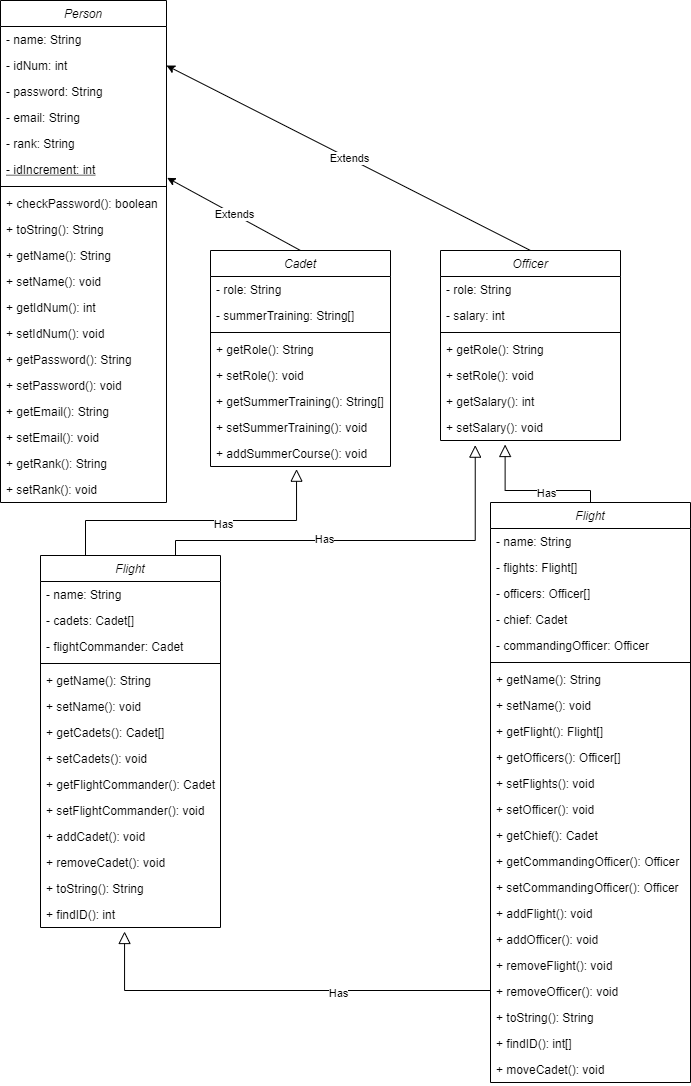 Person
- name: String
- idNum: int
- password: String
- email: String
- rank: String
- idIncrement: int
+ checkPassword(): boolean
+ toString(): String
+ getName(): String
+ setName(): void
+ getIdNum(): int
+ setIdNum(): void
+ getPassword(): String
+ setPassword(): void
+ getEmail(): String
+ setEmail(): void
+ getRank(): String
+ setRank(): void
Extends
Extends
Cadet
- role: String
- summerTraining: String[]
+ getRole(): String
+ setRole(): void
+ getSummerTraining(): String[]
+ setSummerTraining(): void
+ addSummerCourse(): void
Officer
- role: String
- salary: int
+ getRole(): String
+ setRole(): void
+ getSalary(): int
+ setSalary(): void
Has
Has
Has
Flight
- name: String
- cadets: Cadet[]
- flightCommander: Cadet
+ getName(): String
+ setName(): void
+ getCadets(): Cadet[]
+ setCadets(): void
+ getFlightCommander(): Cadet
+ setFlightCommander(): void
+ addCadet(): void
+ removeCadet(): void
+ toString(): String
+ findID(): int
Flight
- name: String
- flights: Flight[]
- officers: Officer[]
- chief: Cadet
- commandingOfficer: Officer
+ getName(): String
+ setName(): void
+ getFlight(): Flight[]
+ getOfficers(): Officer[]
+ setFlights(): void
+ setOfficer(): void
+ getChief(): Cadet
+ getCommandingOfficer(): Officer
+ setCommandingOfficer(): Officer
+ addFlight(): void
+ addOfficer(): void
+ removeFlight(): void
+ removeOfficer(): void
+ toString(): String
+ findID(): int[]
+ moveCadet(): void
Has